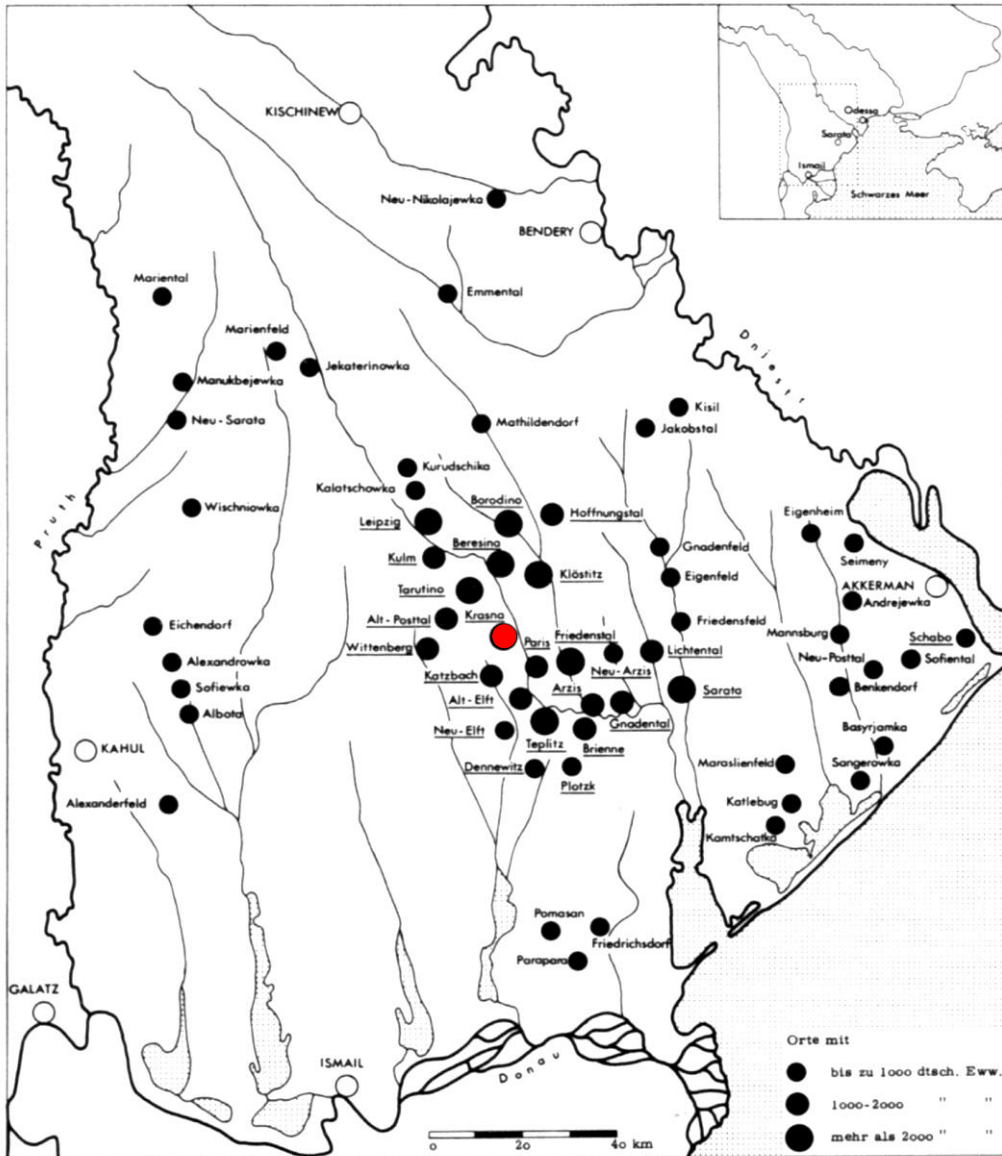 Odessa
Sarata
Ismail
Schwarzes Meer
KISCHINEW
Neu-Nikolajewka
BENDERY
Mariental
Emmental
Marienfeld
Jekaterinowka
Dniestr
Manukbejewka
Neu-Sarata
Mathildendorf
Kisil
Jakobstal
Kurudschika
Kalatschowka
Pruth
Wischniowka
Leipzig
Borodino
Hoffnungstal
Eigenheim
Beresina
Gnadenfeld
Seimeny
Kulm
Klöstitz
Eigenfeld
AKKERMAN
Tarutino
Andrejewka
Alt-Posttal
Krasna
Friedensfeld
Eichendorf
Mannsburg
Schabo
Wittenberg
Paris
Friedenstal
Lichtental
Alexandrowka
Neu-Posttal
Sofiental
Katzbach
Neu-Arzis
Sofiewka
Benkendorf
Alt-Elft
Arzis
Sarata
Albota
Gnadental
Neu-Elft
Teplitz
Brienne
Basyrjamka
KAHUL
Dennewitz
Plotzk
Maraslienfeld
Sangerowka
Alexanderfeld
Katlebug
Kamtschatka
Pomasan
Friedrichsdorf
Parapara
GALATZ
ISMAIL
Donau
Orte mit
bis zu 1000 dtsch. Eww.
1000-2000 " "
mehr als 2000 " "
0 20 40 km